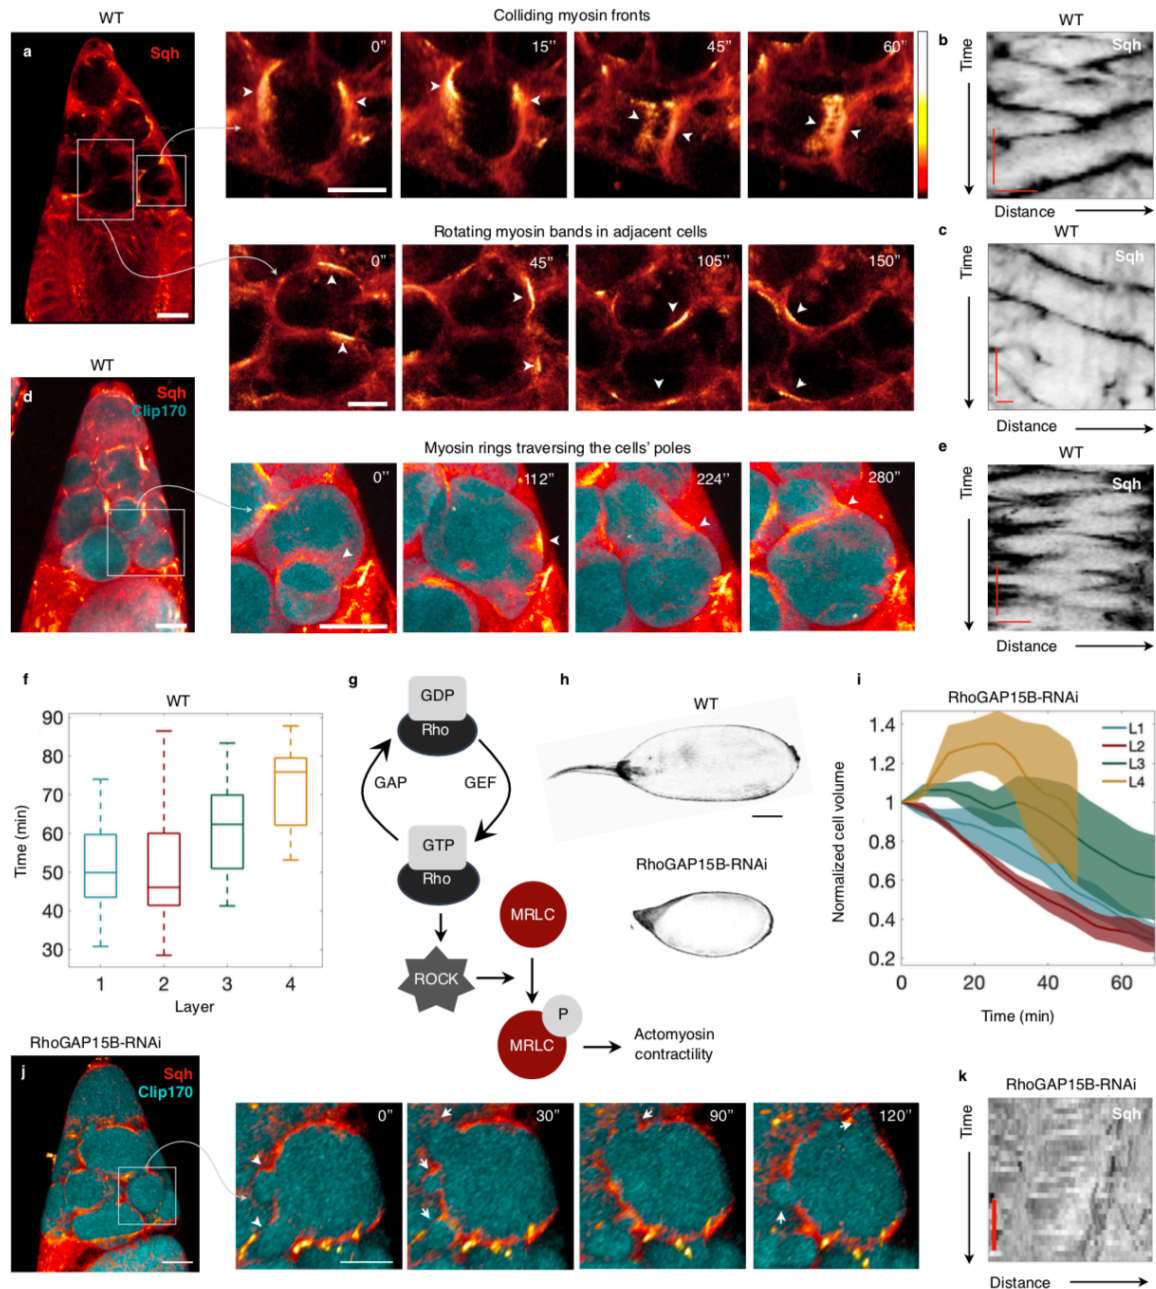 WT
a
Sqh
Colliding myosin fronts
0’’
15’’
45’’
60’’
b
WT
Sqh
Time
Distance
Rotating myosin bands in adjacent cells
0’’
45’’
105’’
150’’
c
WT
Sqh
Time
Distance
WT
d
Sqh
Clip170
Myosin rings traversing the cells’ poles
0’’
112’’
224’’
280’’
e
WT
Sqh
Time
Distance
f
WT
90
80
70
60
50
40
30
Time (min)
1
2
3
4
Layer
g
GDP
Rho
GAP
GEF
GTP
Rho
MRLC
ROCK
P
MRLC
Actomyosin
contractility
h
WT
RhoGAP15B-RNAi
i
RhoGAP15B-RNAi
1.4
1.2
1
0.8
0.6
0.4
0.2
Normalized cell volume
L1
L2
L3
L4
0
20
40
60
Time (min)
RhoGAP15B-RNAi
j
Sqh
Clip170
0’’
30’’
90’’
120’’
k
RhoGAP15B-RNAi
Sqh
Time
Distance